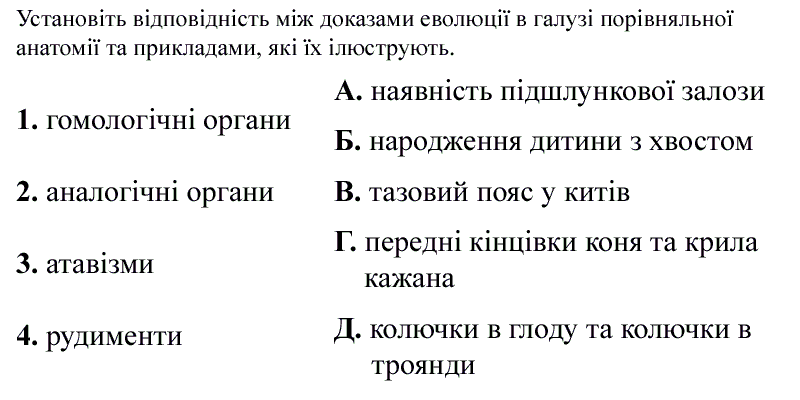 Установіть відповідність між доказами еволюції в галузі порівняльної
анатомії та прикладами, які їх ілюструють.
1. гомологічні органи
2. аналогічні органи
3. атавізми
4. рудименти
А. наявність підшлункової залози
Б. народження дитини з хвостом
В. тазовий пояс у китів
Г. передні кінцівки коня та крила
кажана
Д. колючки в глоду та колючки в
троянди